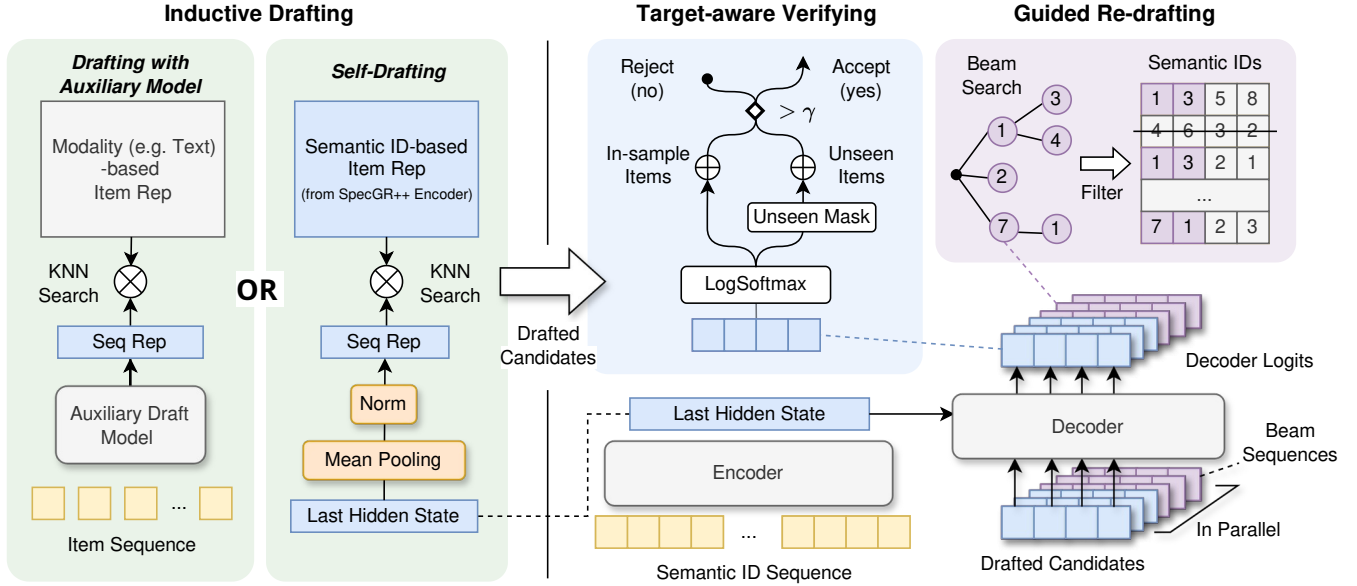 Inductive Drafting
Target-aware Verifying
Guided Re-drafting
Drafting with
Auxiliary Model
Modality (e.g. Text)
-based
Item Rep
KNN
Search
Seq Rep
Auxiliary Draft
Model
...
Item Sequence
OR
Self-Drafting
Semantic ID-based
Item Rep
(from SpecGR++ Encoder)
KNN
Search
Seq Rep
Norm
Mean Pooling
Last Hidden State
Drafted
Candidates
Reject
(no)
Accept
(yes)
> γ
In-sample
Items
Unseen
Items
Unseen Mask
LogSoftmax
Last Hidden State
Encoder
...
Semantic ID Sequence
Beam
Search
1
3
4
2
7
1
Filter
Semantic IDs
1 3 5 8
4 6 3 2
1 3 2 1
...
7 1 2 3
Decoder Logits
Decoder
Beam
Sequences
In Parallel
Drafted Candidates